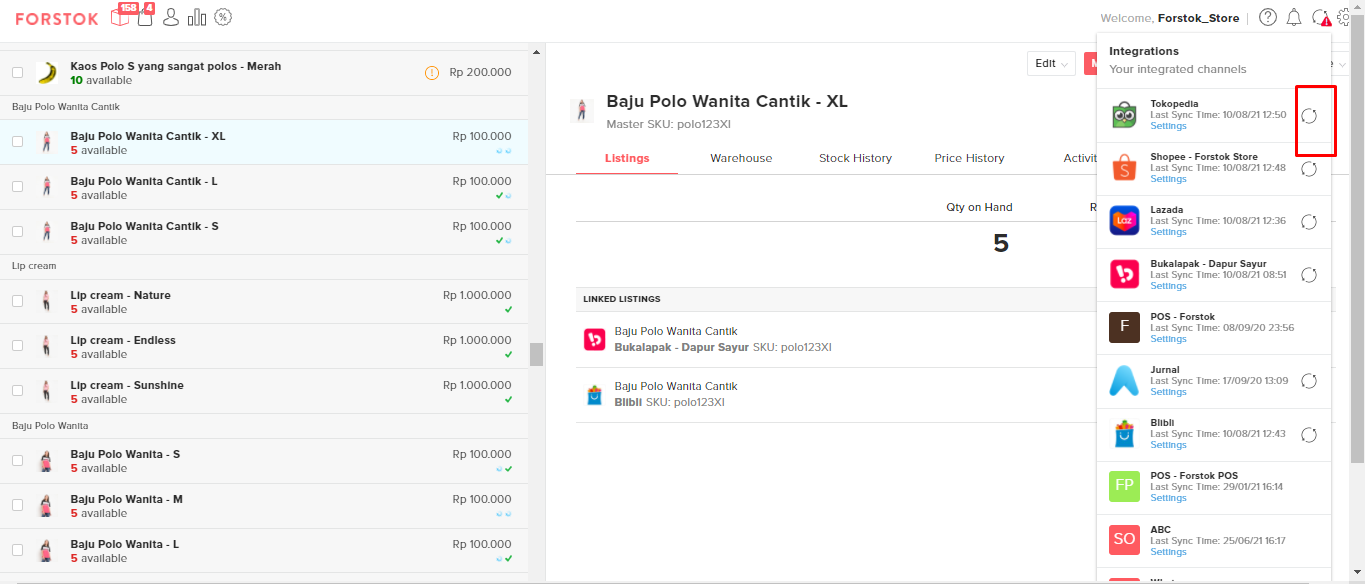 FORSTOK
158
4
Welcome, Forstok_Store
Kaos Polo S yang sangat polos - Merah
10 available
Rp 200.000
Baju Polo Wanita Cantik
Baju Polo Wanita Cantik - XL
Rp 100.000
5 available
Baju Polo Wanita Cantik - L
Rp 100.000
5 available
Baju Polo Wanita Cantik - S
Rp 100.000
5 available
Lip cream
Lip cream - Nature
Rp 1.000.000
5 available
Lip cream - Endless
Rp 1.000.000
5 available
Lip cream - Sunshine
Rp 1.000.000
5 available
Baju Polo Wanita
Baju Polo Wanita - S
Rp 100.000
5 available
Baju Polo Wanita - M
Rp 100.000
5 available
Baju Polo Wanita - L
Rp 100.000
5 available
Edit
Baju Polo Wanita Cantik - XL
Master SKU: polo123XI
Listings
Warehouse
Stock History
Price History
Activit
Qty on Hand
R
5
LINKED LISTINGS
Baju Polo Wanita Cantik
Bukalapak - Dapur Sayur SKU: polo123XI
Baju Polo Wanita Cantik
Blibli SKU: polo123XI
Integrations
Your integrated channels
Tokopedia
Last Sync Time: 10/08/21 12:50
Settings
Shopee - Forstok Store
Last Sync Time: 10/08/21 12:48
Settings
Laz
Lazada
Last Sync Time: 10/08/21 12:36
Settings
Bukalapak - Dapur Sayur
Last Sync Time: 10/08/21 08:51
Settings
F
POS - Forstok
Last Sync Time: 08/09/20 23:56
Settings
Jurnal
Last Sync Time: 17/09/20 13:09
Settings
Blibli
Last Sync Time: 10/08/21 12:43
Settings
FP
POS - Forstok POS
Last Sync Time: 29/01/21 16:14
Settings
SO
ABC
Last Sync Time: 25/06/21 16:17
Settings